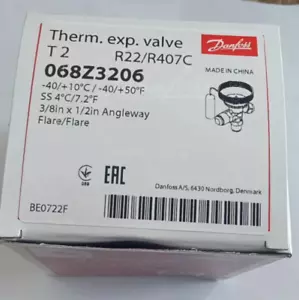 Therm. exp. valve
Danfoss
T 2 R22/R407C
068Z3206
MADE IN CHINA
-40/+10°C / -40/+50°F
SS 4°C/7.2°F
3/8in x 1/2in Angleway
Flare/Flare
EAC
Danfoss A/S, 6430 Nordborg, Denmark
BE0722F